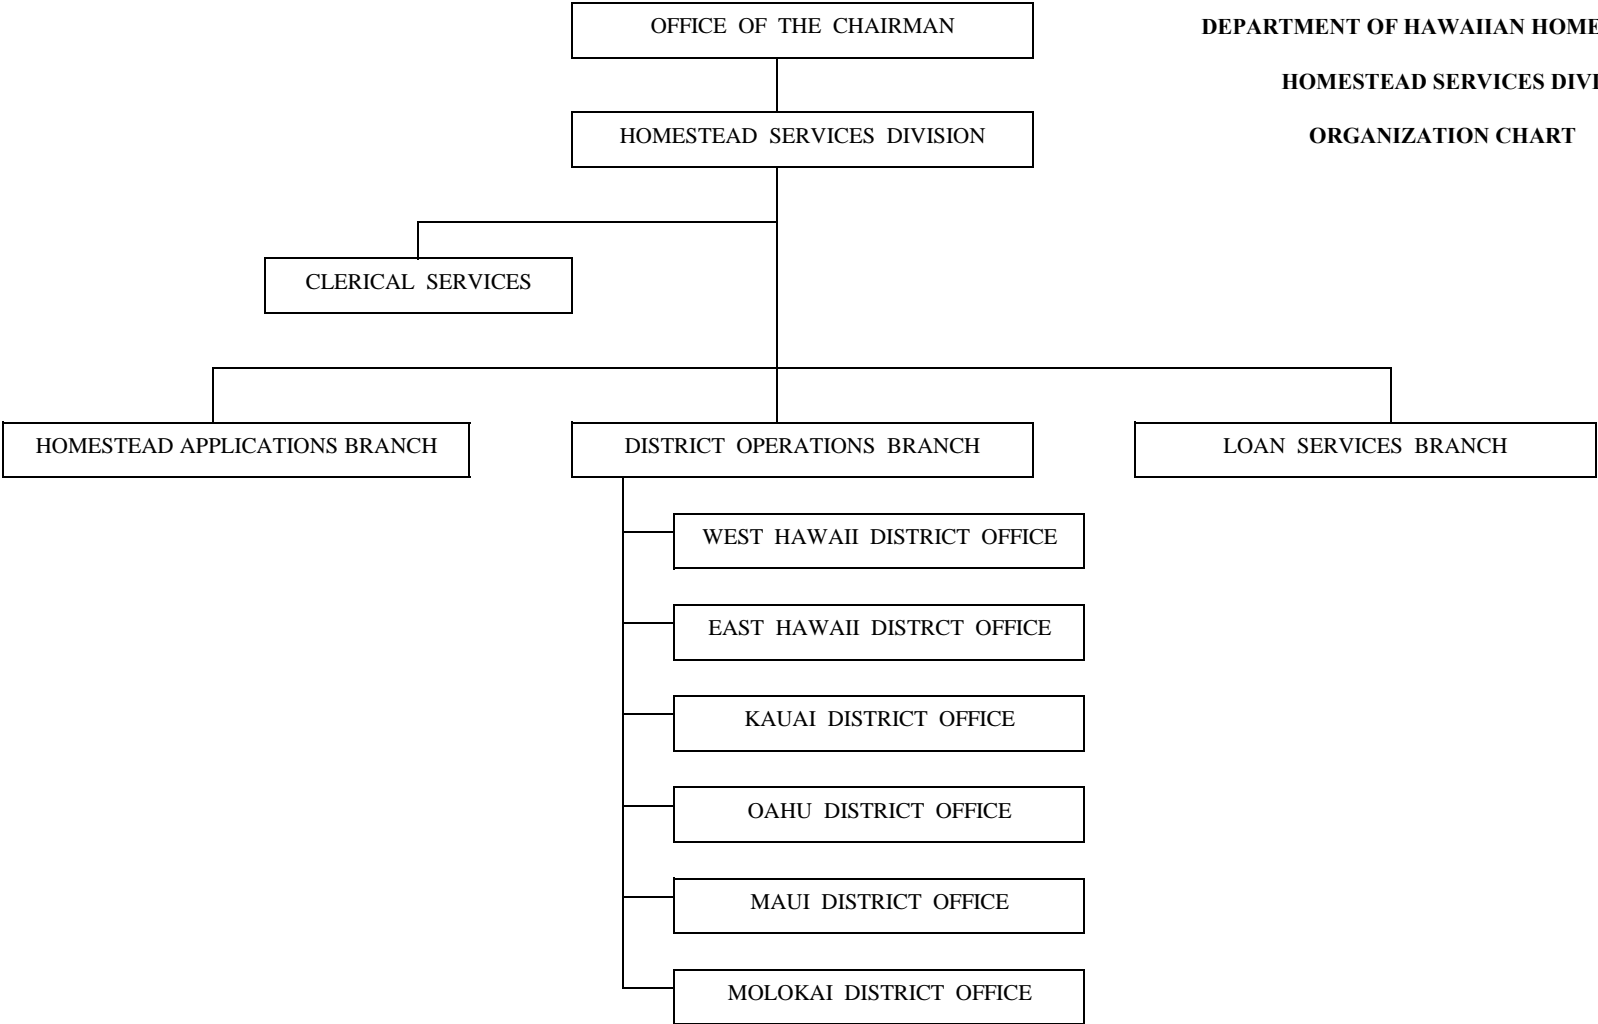 OFFICE OF THE CHAIRMAN
DEPARTMENT OF HAWAIIAN HOME
HOMESTEAD SERVICES DIVI
HOMESTEAD SERVICES DIVISION
ORGANIZATION CHART
CLERICAL SERVICES
HOMESTEAD APPLICATIONS BRANCH
DISTRICT OPERATIONS BRANCH
LOAN SERVICES BRANCH
WEST HAWAII DISTRICT OFFICE
EAST HAWAII DISTRCT OFFICE
KAUAI DISTRICT OFFICE
OAHU DISTRICT OFFICE
MAUI DISTRICT OFFICE
MOLOKAI DISTRICT OFFICE